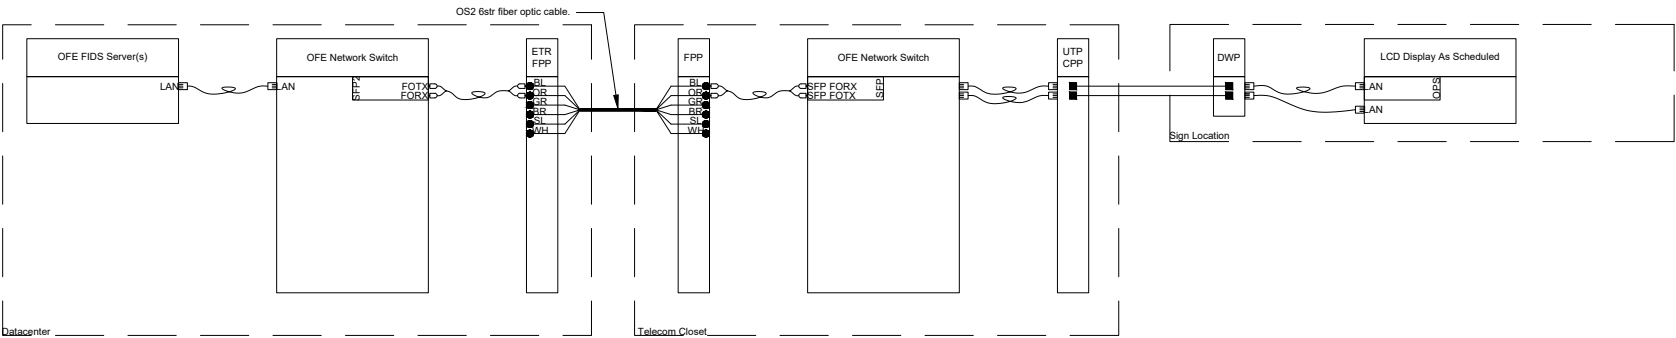 OS2 6str fiber optic cable.
OFE FIDS Server(s)
LAN
OFE Network Switch
LAN
SFP2
FOTX
FORX
ETR
FPP
BL
OR
GR
BR
SL
WH
FPP
BL
OR
GR
BR
SL
WH
OFE Network Switch
SFP FORX
SFP FOTX
SFP
UTP
CPP
DWP
LCD Display As Scheduled
LAN
OPS
LAN
Sign Location
Datacenter
Telecom Closet